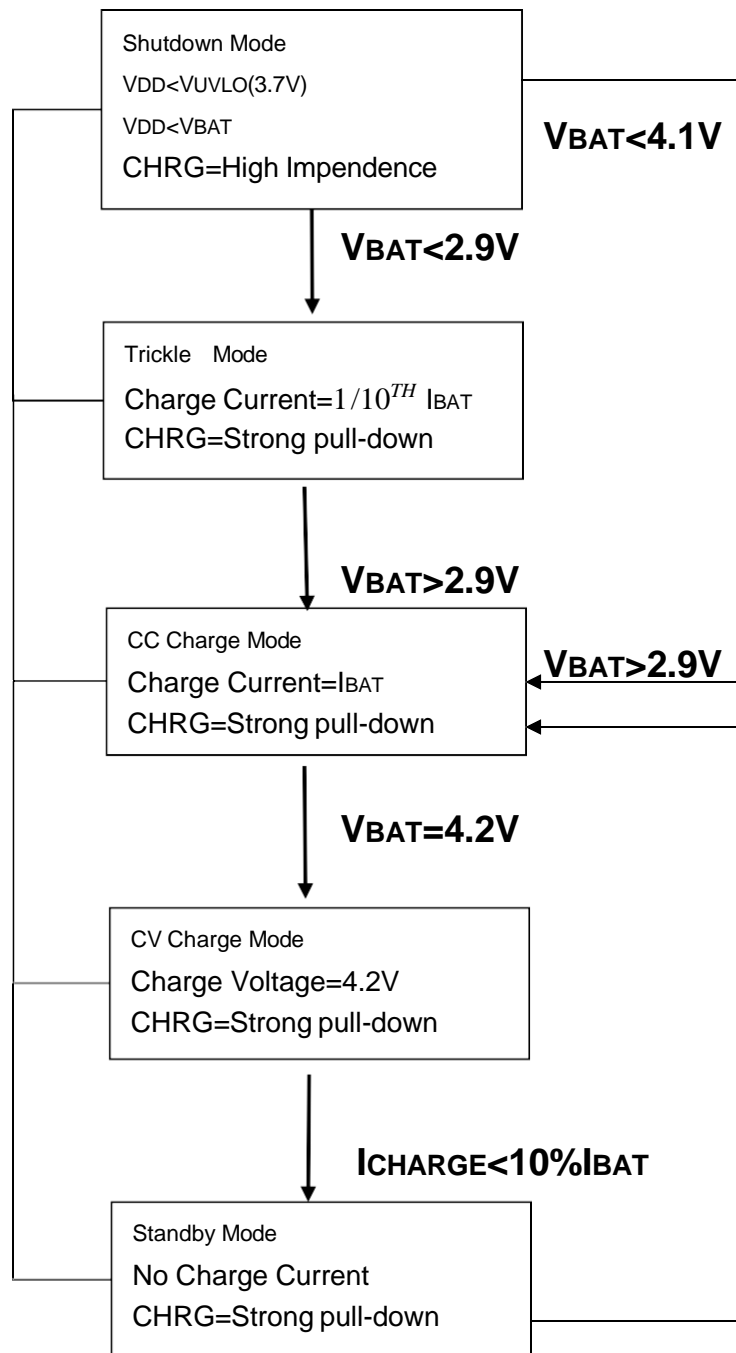 Shutdown Mode
VDD<VUVLO(3.7V)
VDD<VBAT
CHRG=High Impendence
VBAT<4.1V
VBAT<2.9V
Trickle Mode
Charge Current=1/10^TH IBAT
CHRG=Strong pull-down
VBAT>2.9V
CC Charge Mode
Charge Current=IBAT
CHRG=Strong pull-down
VBAT>2.9V
VBAT=4.2V
CV Charge Mode
Charge Voltage=4.2V
CHRG=Strong pull-down
ICHARGE<10%IBAT
Standby Mode
No Charge Current
CHRG=Strong pull-down